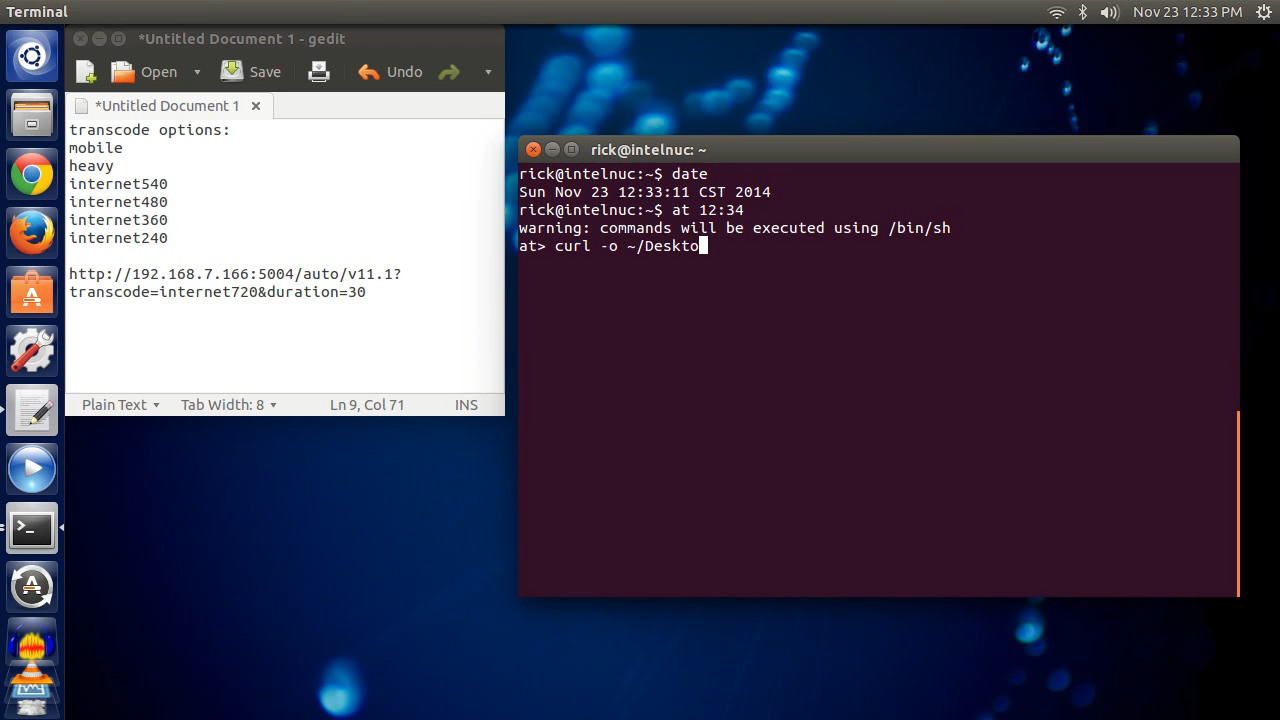 Terminal
Nov 23 12:33 PM
*Untitled Document 1 - gedit
Open
Save
Undo
*Untitled Document 1
transcode options:
mobile
heavy
internet540
internet480
internet360
internet240
http://192.168.7.166:5004/auto/v11.1?
transcode=internet720&duration=30
Plain Text
Tab Width: 8
Ln 9, Col 71
INS
rick@intelnuc: ~
rick@intelnuc:~$ date
Sun Nov 23 12:33:11 CST 2014
rick@intelnuc:~$ at 12:34
warning: commands will be executed using /bin/sh
at> curl -o ~/Deskto